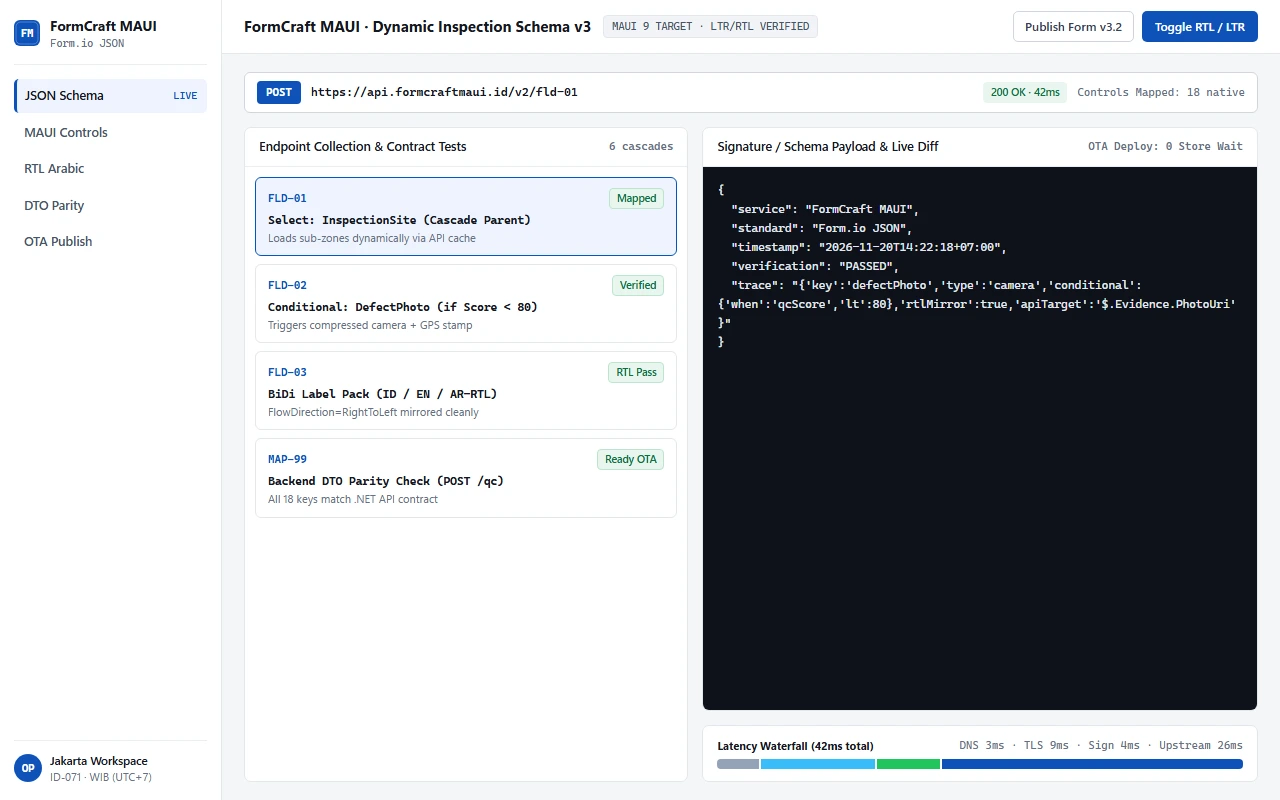 FM
FormCraft MAUI
Form.io JSON
JSON Schema
LIVE
MAUI Controls
RTL Arabic
DTO Parity
OTA Publish
OP
Jakarta Workspace
ID-071 · WIB (UTC+7)
FormCraft MAUI · Dynamic Inspection Schema v3
MAUI 9 TARGET · LTR/RTL VERIFIED
Publish Form v3.2
Toggle RTL / LTR
POST
https://api.formcraftmaui.id/v2/fld-01
200 OK · 42ms
Controls Mapped: 18 native
Endpoint Collection & Contract Tests
6 cascades
FLD-01
Mapped
Select: InspectionSite (Cascade Parent)
Loads sub-zones dynamically via API cache
FLD-02
Verified
Conditional: DefectPhoto (if Score < 80)
Triggers compressed camera + GPS stamp
FLD-03
RTL Pass
BiDi Label Pack (ID / EN / AR-RTL)
FlowDirection=RightToLeft mirrored cleanly
MAP-99
Ready OTA
Backend DTO Parity Check (POST /qc)
All 18 keys match .NET API contract
Signature / Schema Payload & Live Diff
OTA Deploy: 0 Store Wait
{
"service": "FormCraft MAUI",
"standard": "Form.io JSON",
"timestamp": "2026-11-20T14:22:18+07:00",
"verification": "PASSED",
"trace": "{'key':'defectPhoto','type':'camera','conditional':
{'when':'qcScore','lt':80},'rtlMirror':true,'apiTarget':'$.Evidence.PhotoUri'
}"
}
Latency Waterfall (42ms total)
DNS 3ms · TLS 9ms · Sign 4ms · Upstream 26ms